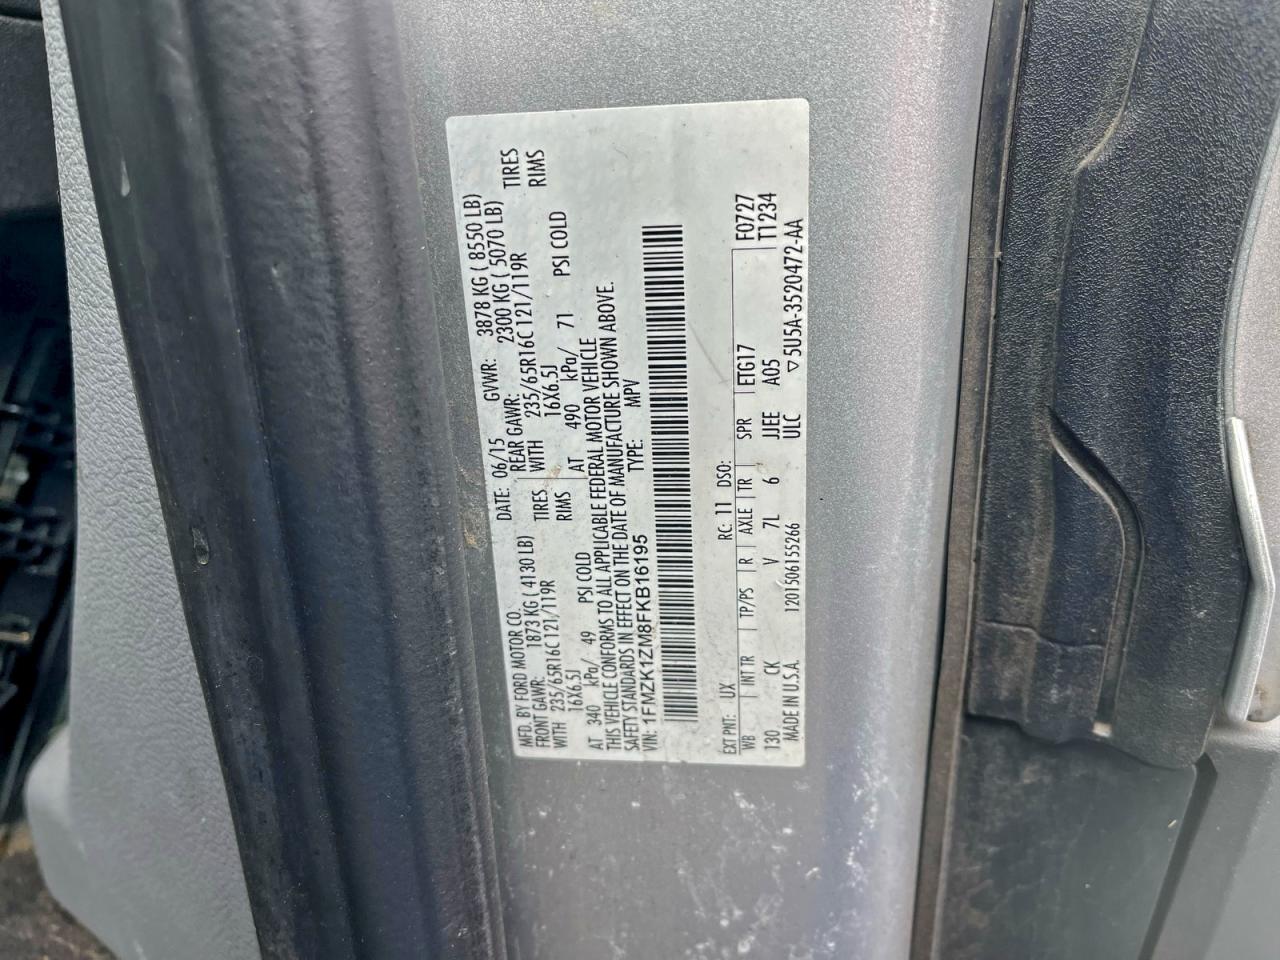 MFD. BY FORD MOTOR CO. DATE: 06/15 GVWR: 3878 KG ( 8550 LB)
FRONT GAWR: 1873 KG ( 4130 LB) REAR GAWR: 2300 KG ( 5070 LB)
WITH 235/65R16C 121/119R TIRES WITH 235/65R16C 121/119R TIRES
16X6.5J RIMS 16X6.5J RIMS
AT 340 kPa/ 49 PSI COLD AT 490 kPa/ 71 PSI COLD
THIS VEHICLE CONFORMS TO ALL APPLICABLE FEDERAL MOTOR VEHICLE
SAFETY STANDARDS IN EFFECT ON THE DATE OF MANUFACTURE SHOWN ABOVE.
VIN: 1FMZK1ZM8FKB16195 TYPE: MPV
EXT PNT: UX RC: 11 DSO: F0727
WB INT TR TP/PS R AXLE TR SPR ETG17 T1234
130 CK V 7L 6 JJEE A05
MADE IN U.S.A. 1201506155266 ULC ▽5U5A-3520472-AA